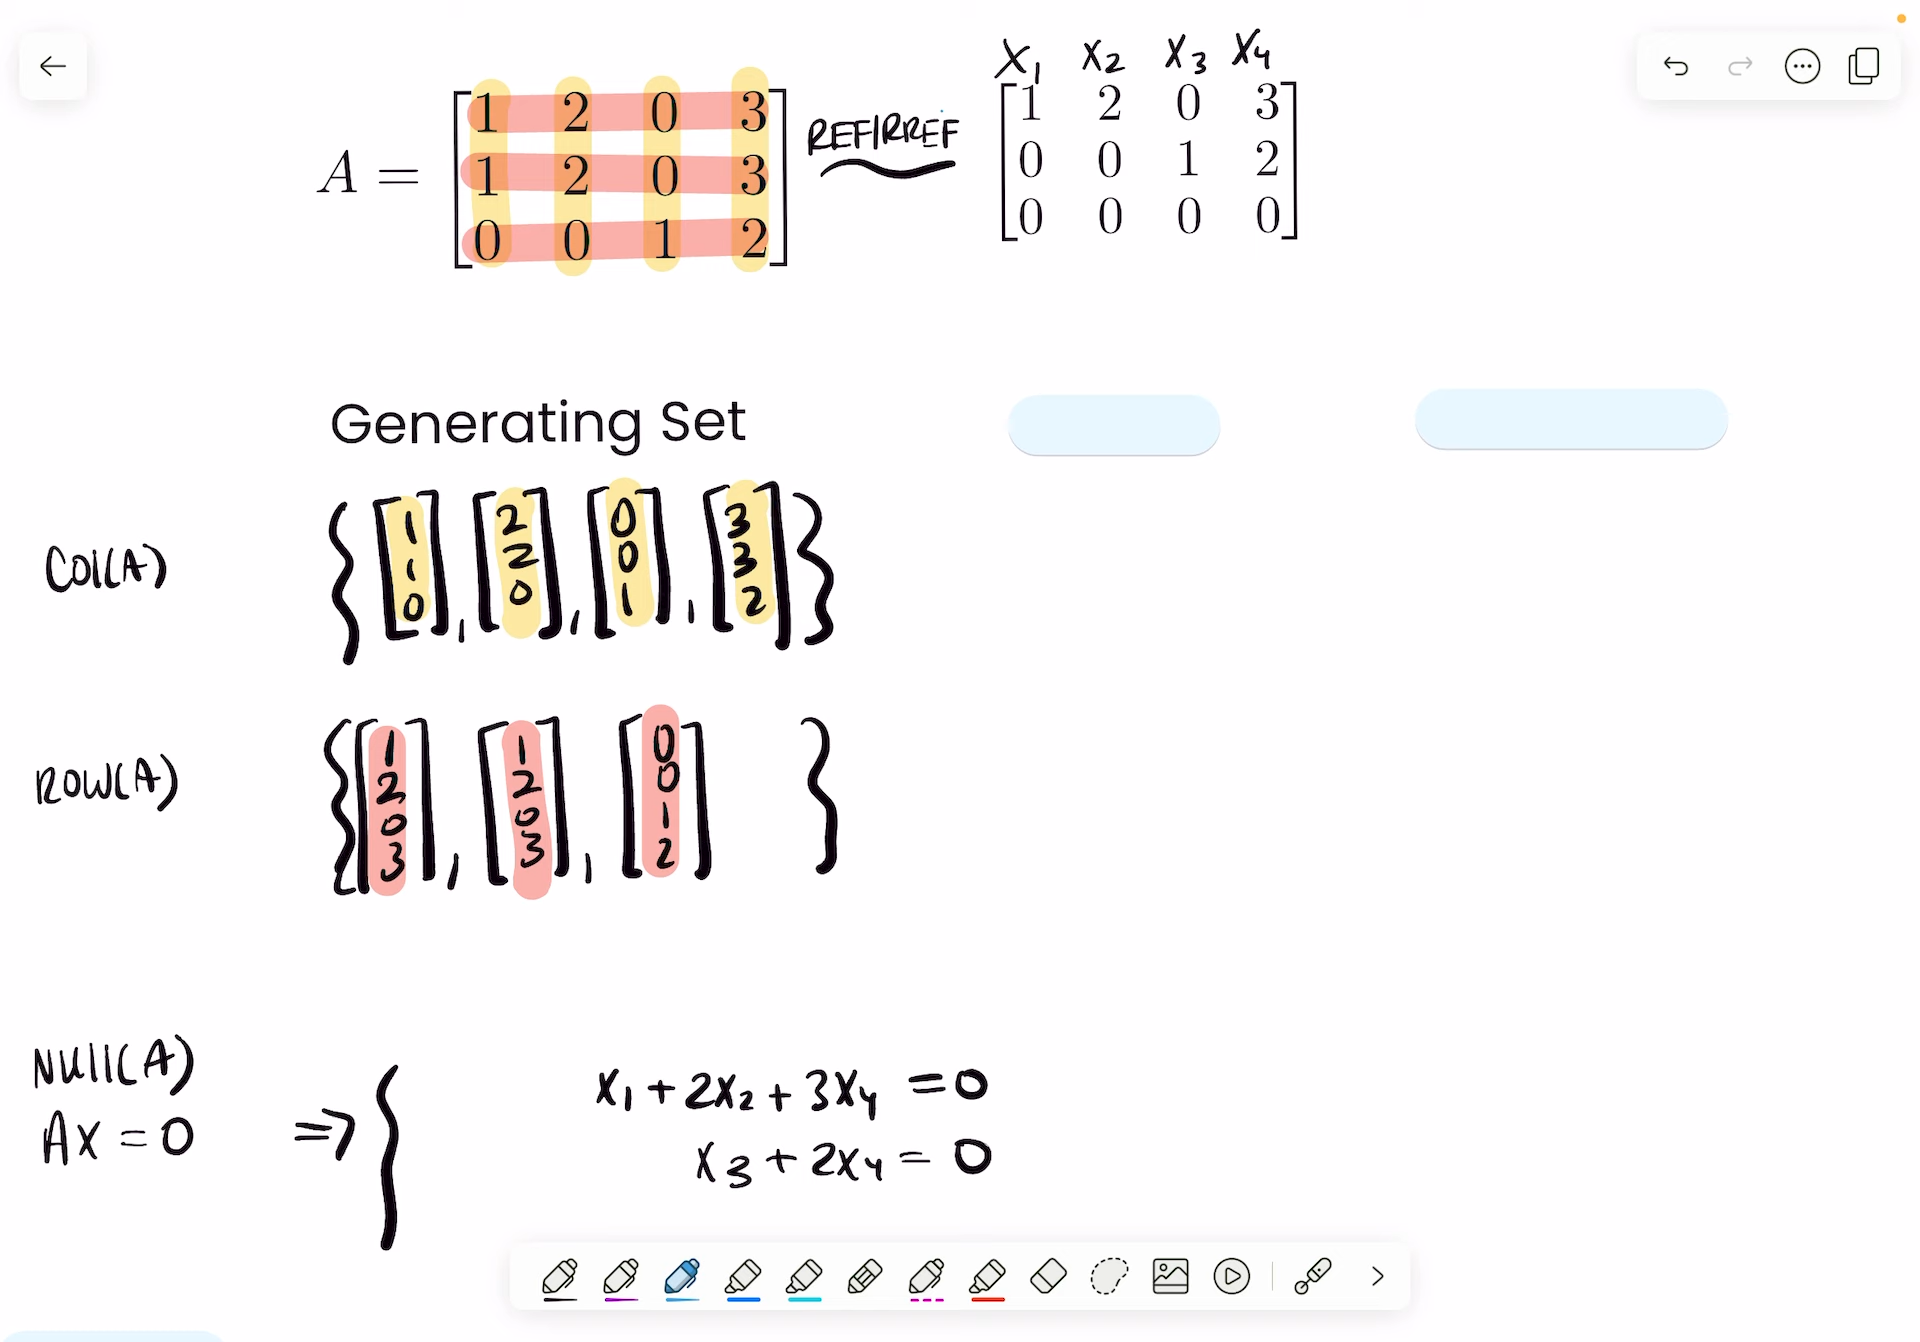 x₁ x₂ x₃ x₄
A = [1 2 0 3] REF/RREF [1 2 0 3]
[1 2 0 3] [0 0 1 2]
[0 0 1 2] [0 0 0 0]
Generating Set
COl(A) { [1 1 0], [2 2 0], [0 0 1], [3 3 2] }
ROW(A) { [1 2 0 3], [1 2 0 3], [0 0 1 2] }
NUll(A)
AX = 0 ⇒ {
x₁ + 2x₂ + 3x₄ = 0
x₃ + 2x₄ = 0